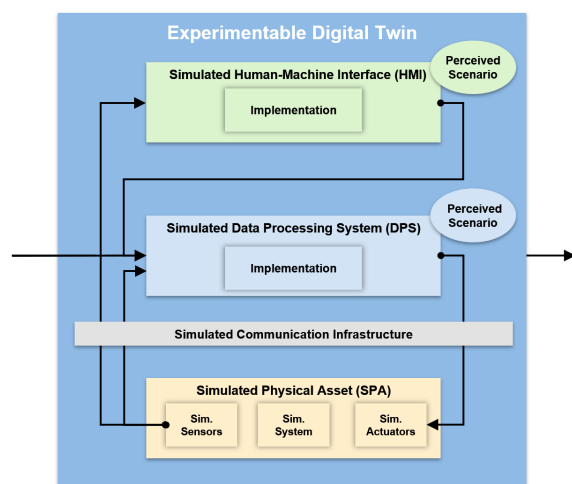 Experimentable Digital Twin
Perceived
Scenario
Simulated Human-Machine Interface (HMI)
Implementation
Perceived
Scenario
Simulated Data Processing System (DPS)
Implementation
Simulated Communication Infrastructure
Simulated Physical Asset (SPA)
Sim.
Sensors
Sim.
System
Sim.
Actuators